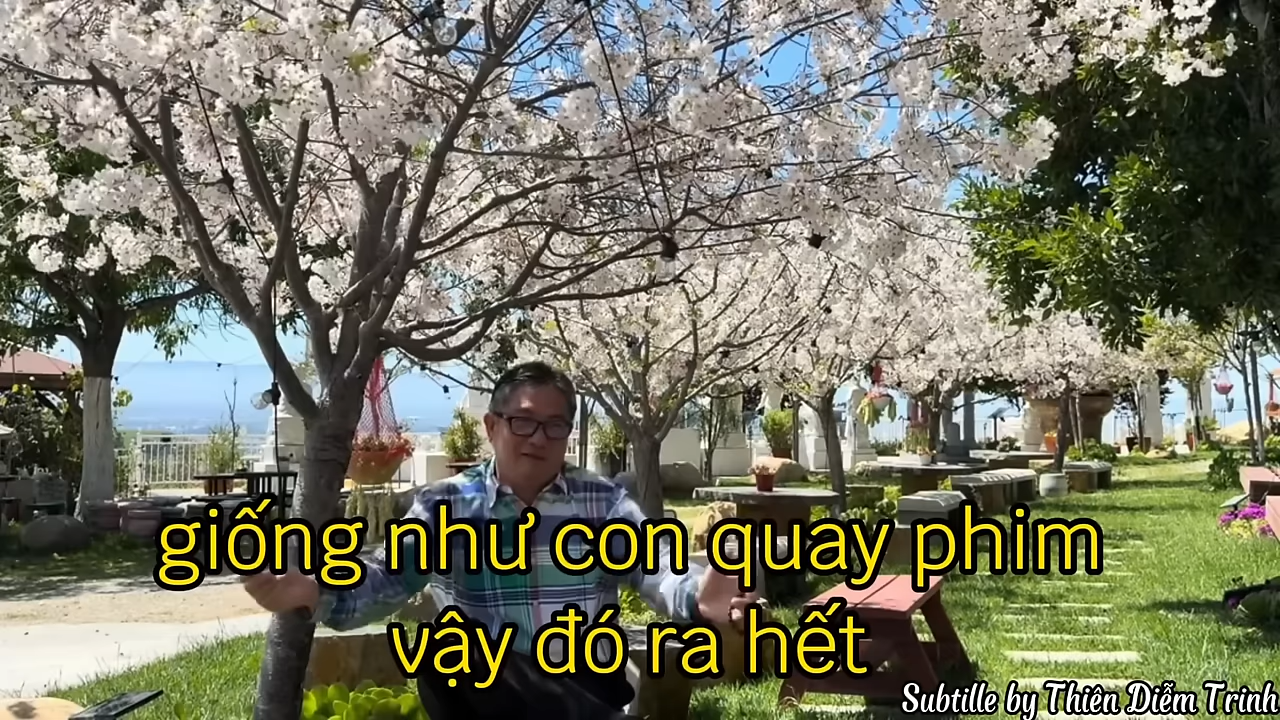 giống như con quay phim
vậy đó ra hết
Subtille by Thiên Diễm Trinh